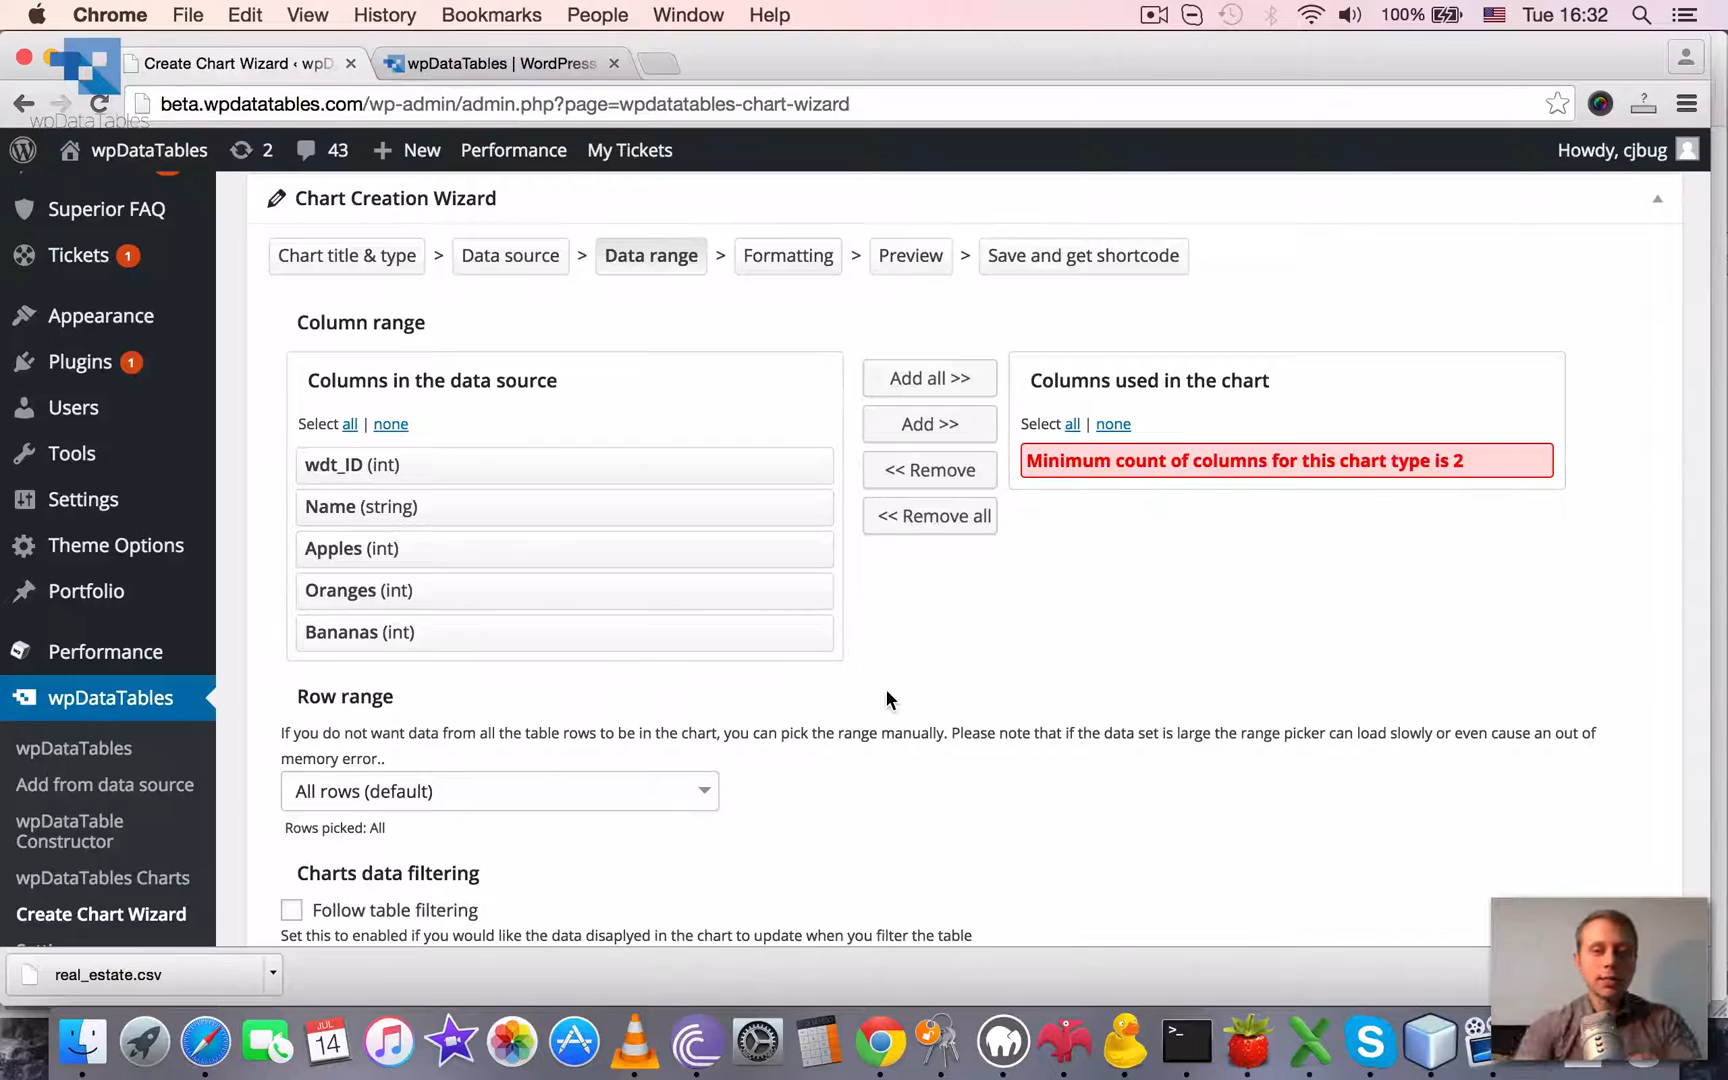 Chrome File Edit View History Bookmarks People Window Help 100% Tue 16:32
Create Chart Wizard ‹ wpD
wpDataTables | WordPress
beta.wpdatatables.com/wp-admin/admin.php?page=wpdatatables-chart-wizard
wpDataTables
wpDataTables 2 43 New Performance My Tickets Howdy, cjbug
Superior FAQ
Tickets 1
Appearance
Plugins 1
Users
Tools
Settings
Theme Options
Portfolio
Performance
wpDataTables
wpDataTables
Add from data source
wpDataTable
Constructor
wpDataTables Charts
Create Chart Wizard
Chart Creation Wizard
Chart title & type > Data source > Data range > Formatting > Preview > Save and get shortcode
Column range
Columns in the data source
Select all | none
wdt_ID (int)
Name (string)
Apples (int)
Oranges (int)
Bananas (int)
Add all >>
Add >>
<< Remove
<< Remove all
Columns used in the chart
Select all | none
Minimum count of columns for this chart type is 2
Row range
If you do not want data from all the table rows to be in the chart, you can pick the range manually. Please note that if the data set is large the range picker can load slowly or even cause an out of
memory error..
All rows (default)
Rows picked: All
Charts data filtering
Follow table filtering
Set this to enabled if you would like the data disaplyed in the chart to update when you filter the table
real_estate.csv
JUL
14